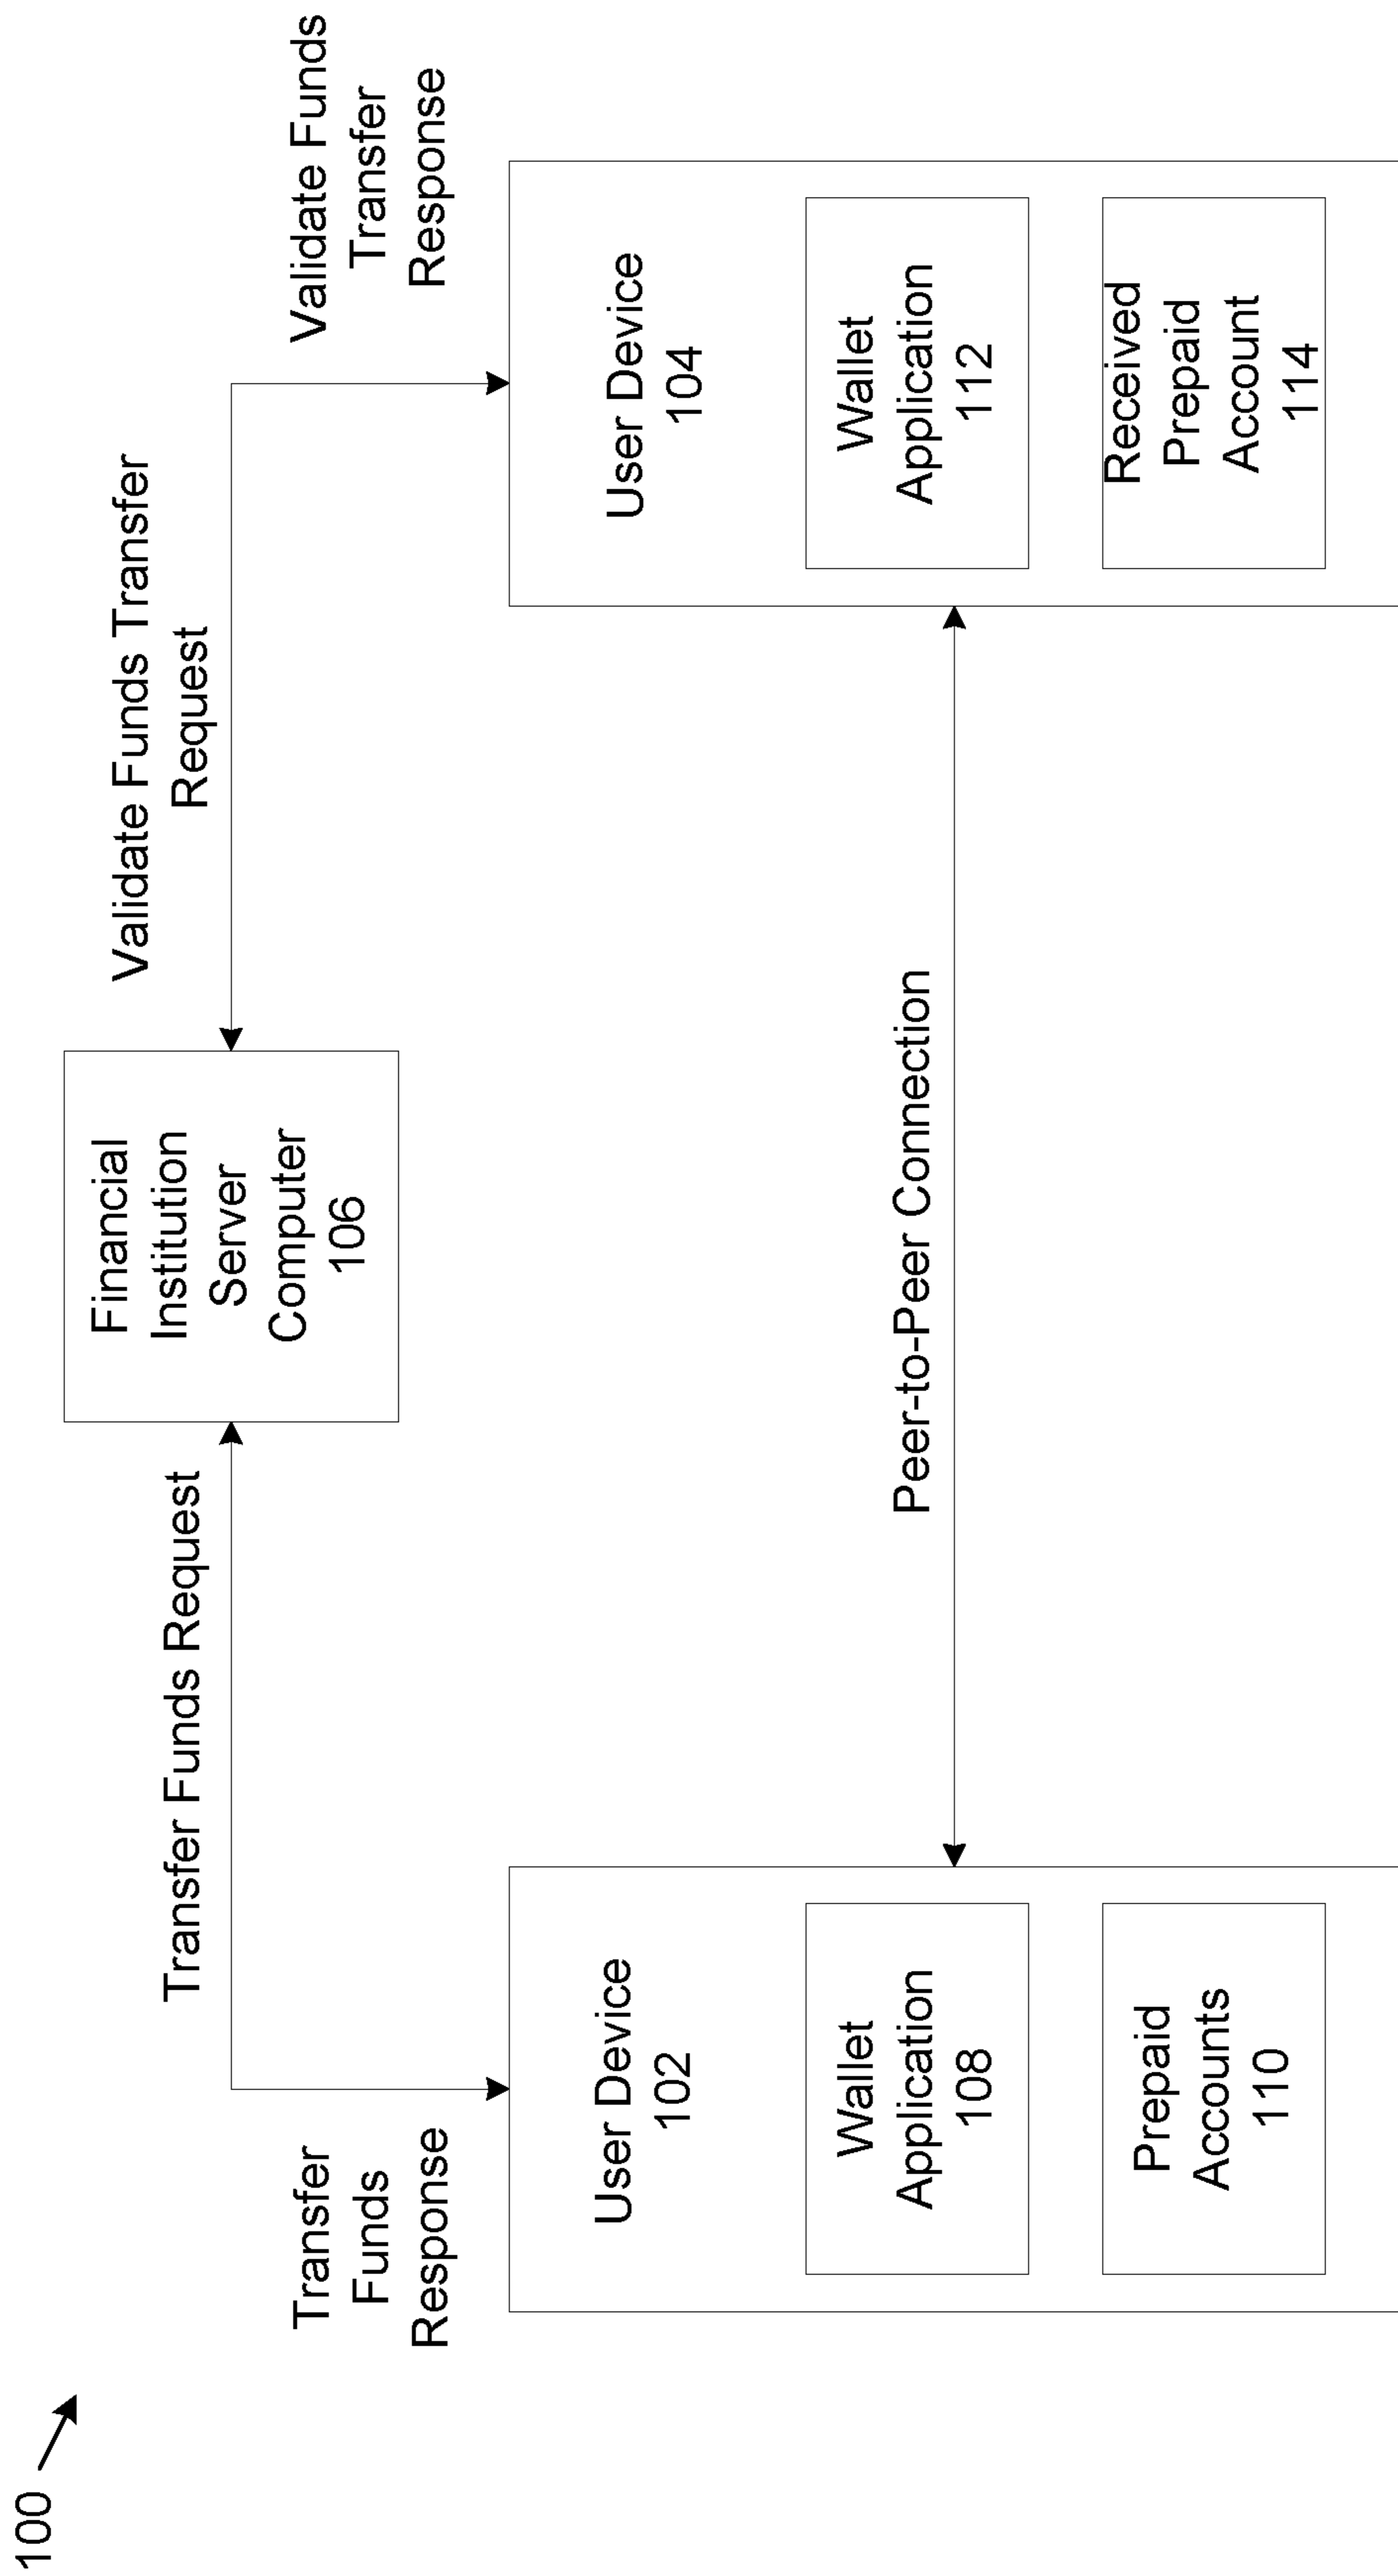 100
Transfer Funds Request
Financial
Institution
Server
Computer
106
Validate Funds Transfer
Request
Transfer
Funds
Response
Validate Funds
Transfer
Response
User Device
102
Wallet
Application
108
Prepaid
Accounts
110
Peer-to-Peer Connection
User Device
104
Wallet
Application
112
Received
Prepaid
Account
114